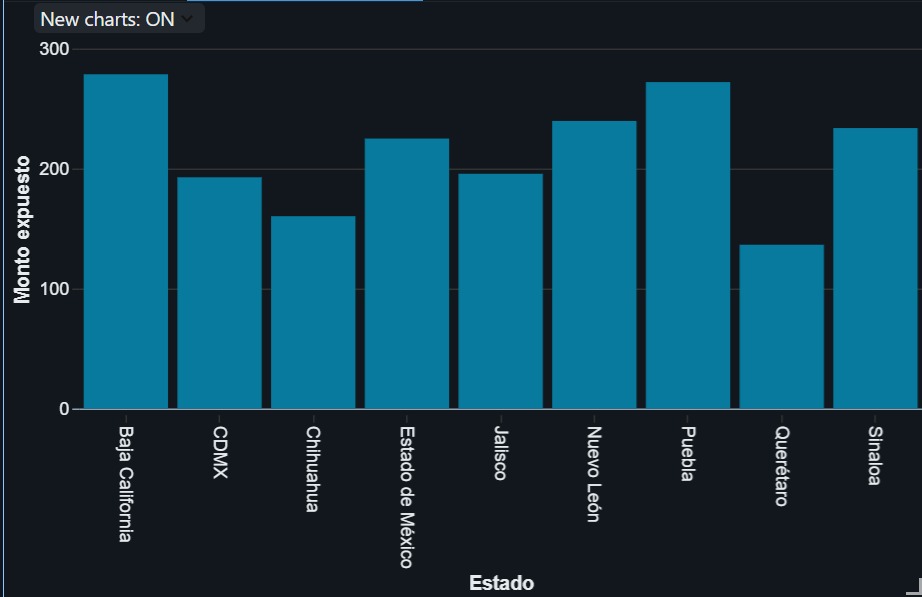 New charts: ON
300
200
100
0
Monto expuesto
Baja California
CDMX
Chihuahua
Estado de México
Jalisco
Nuevo León
Puebla
Querétaro
Sinaloa
Estado